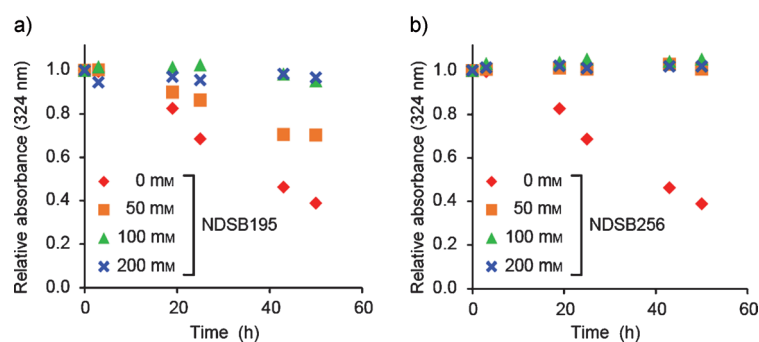 a)
Relative absorbance (324 nm)
1.0
0.8
0.6
0.4
0.2
0.0
0 mM
50 mM
100 mM
200 mM
NDSB195
0
20
40
60
Time (h)
b)
Relative absorbance (324 nm)
1.0
0.8
0.6
0.4
0.2
0.0
0 mM
50 mM
100 mM
200 mM
NDSB256
0
20
40
60
Time (h)